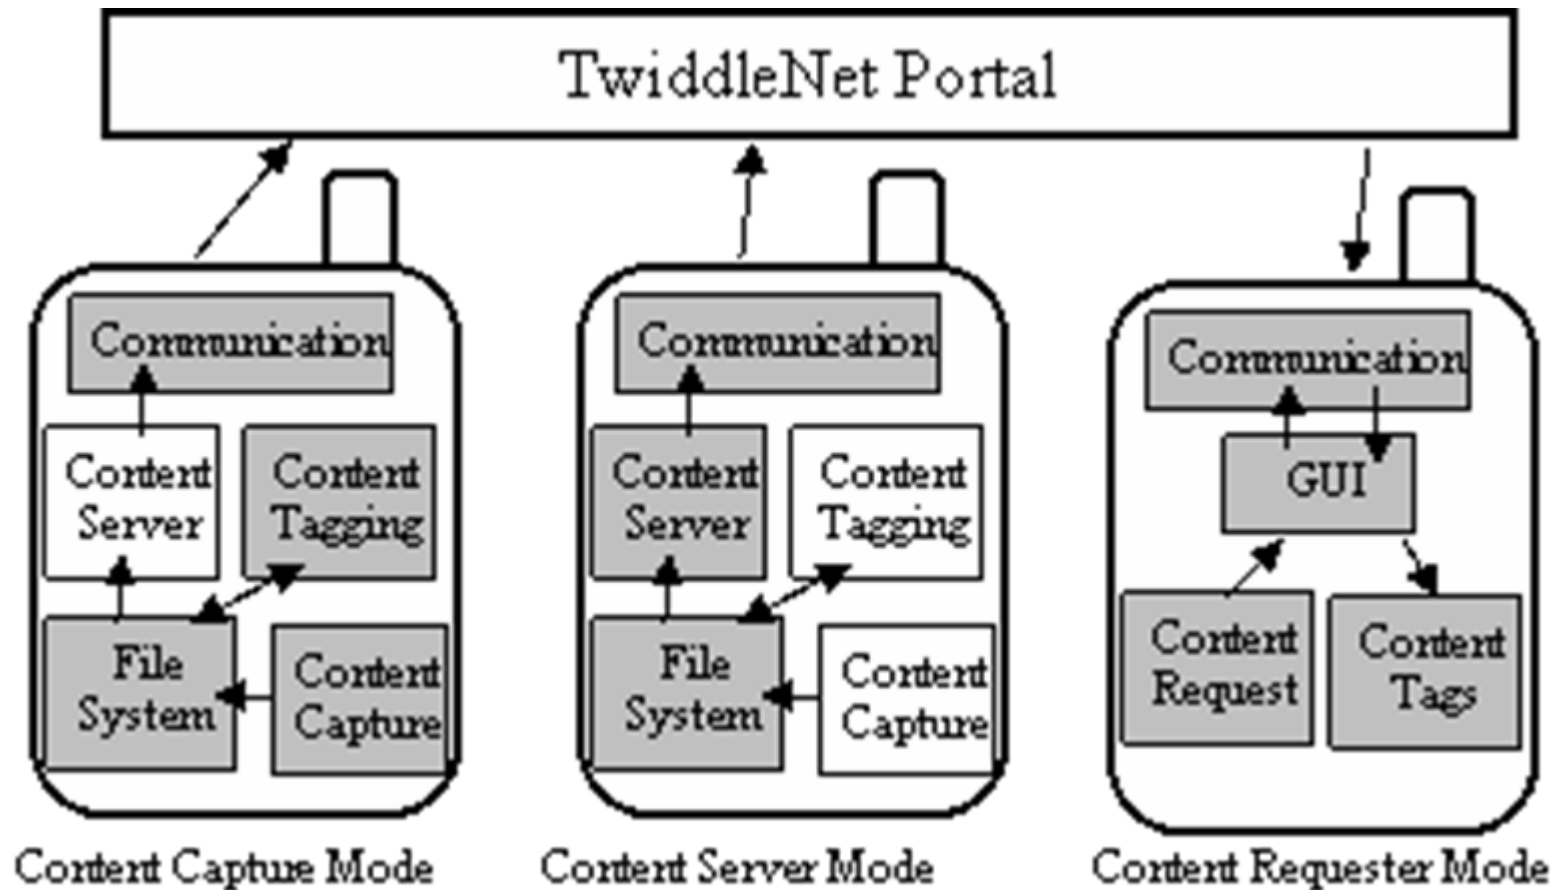 TwiddleNet Portal
Communication
Content
Server
Content
Tagging
File
System
Content
Capture
Content Capture Mode
Communication
Content
Server
Content
Tagging
File
System
Content
Capture
Content Server Mode
Communication
GUI
Content
Request
Content
Tags
Content Requester Mode